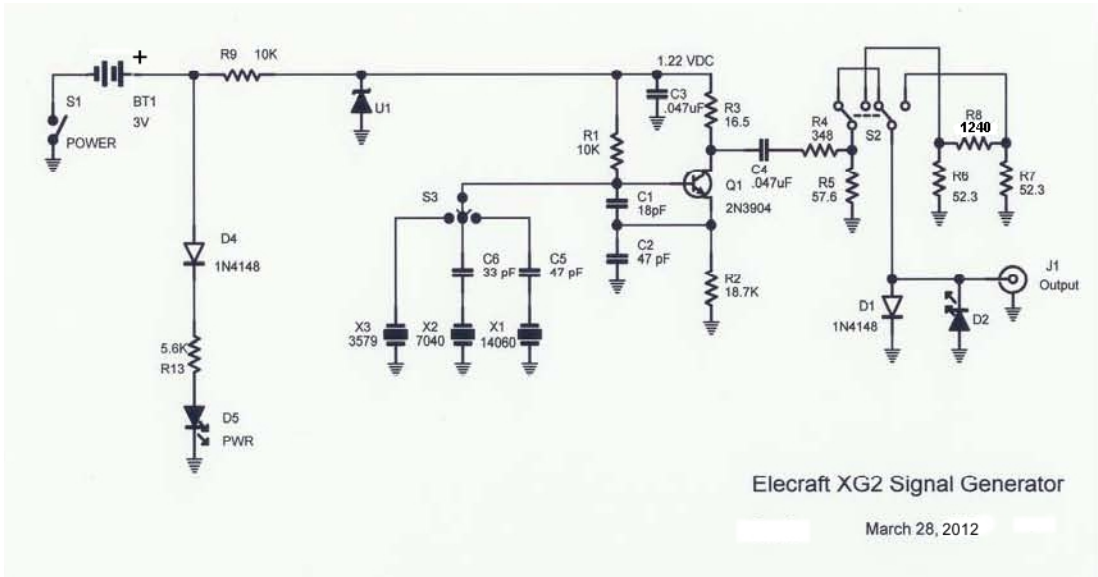 R9 10K
1.22 VDC
+
S1
BT1
3V
POWER
U1
C3
.047uF
R3
16.5
R1
10K
R4
348
S2
R8
1240
C4
.047uF
R5
57.6
R6
52.3
R7
52.3
S3
C1
18pF
Q1
2N3904
D4
1N4148
C6
33 pF
C5
47 pF
C2
47 pF
R2
18.7K
J1
Output
D1
1N4148
D2
X3
3579
X2
7040
X1
14060
5.6K
R13
D5
PWR
Elecraft XG2 Signal Generator
March 28, 2012